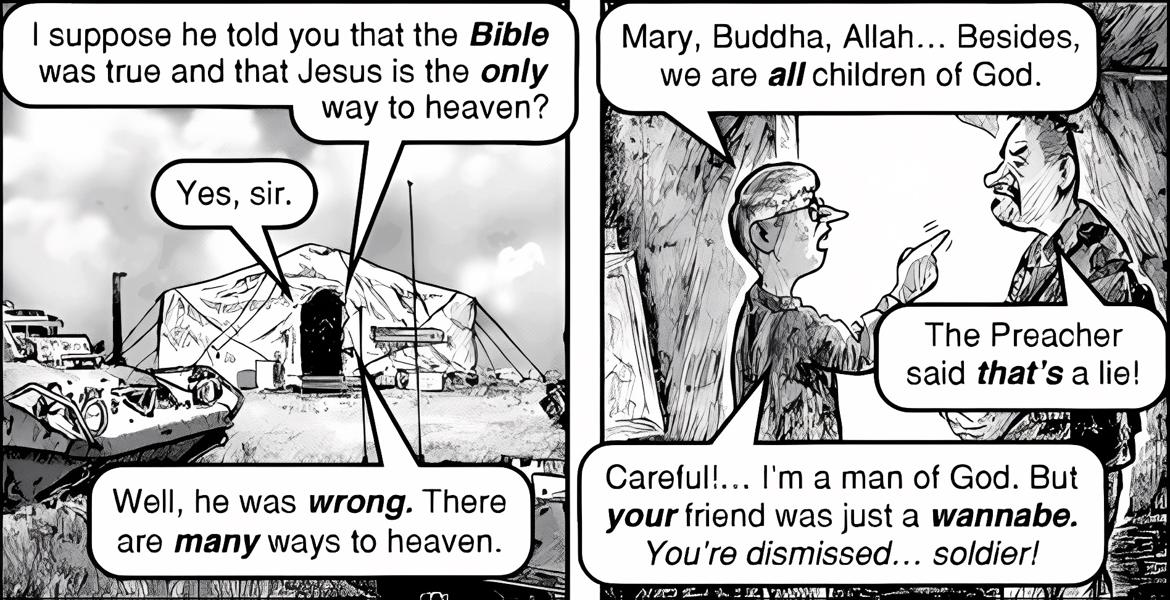 I suppose he told you that the Bible
was true and that Jesus is the only
way to heaven?
Yes, sir.
Well, he was wrong. There
are many ways to heaven.
Mary, Buddha, Allah... Besides,
we are all children of God.
The Preacher
said that's a lie!
Careful!... I'm a man of God. But
your friend was just a wannabe.
You're dismissed... soldier!